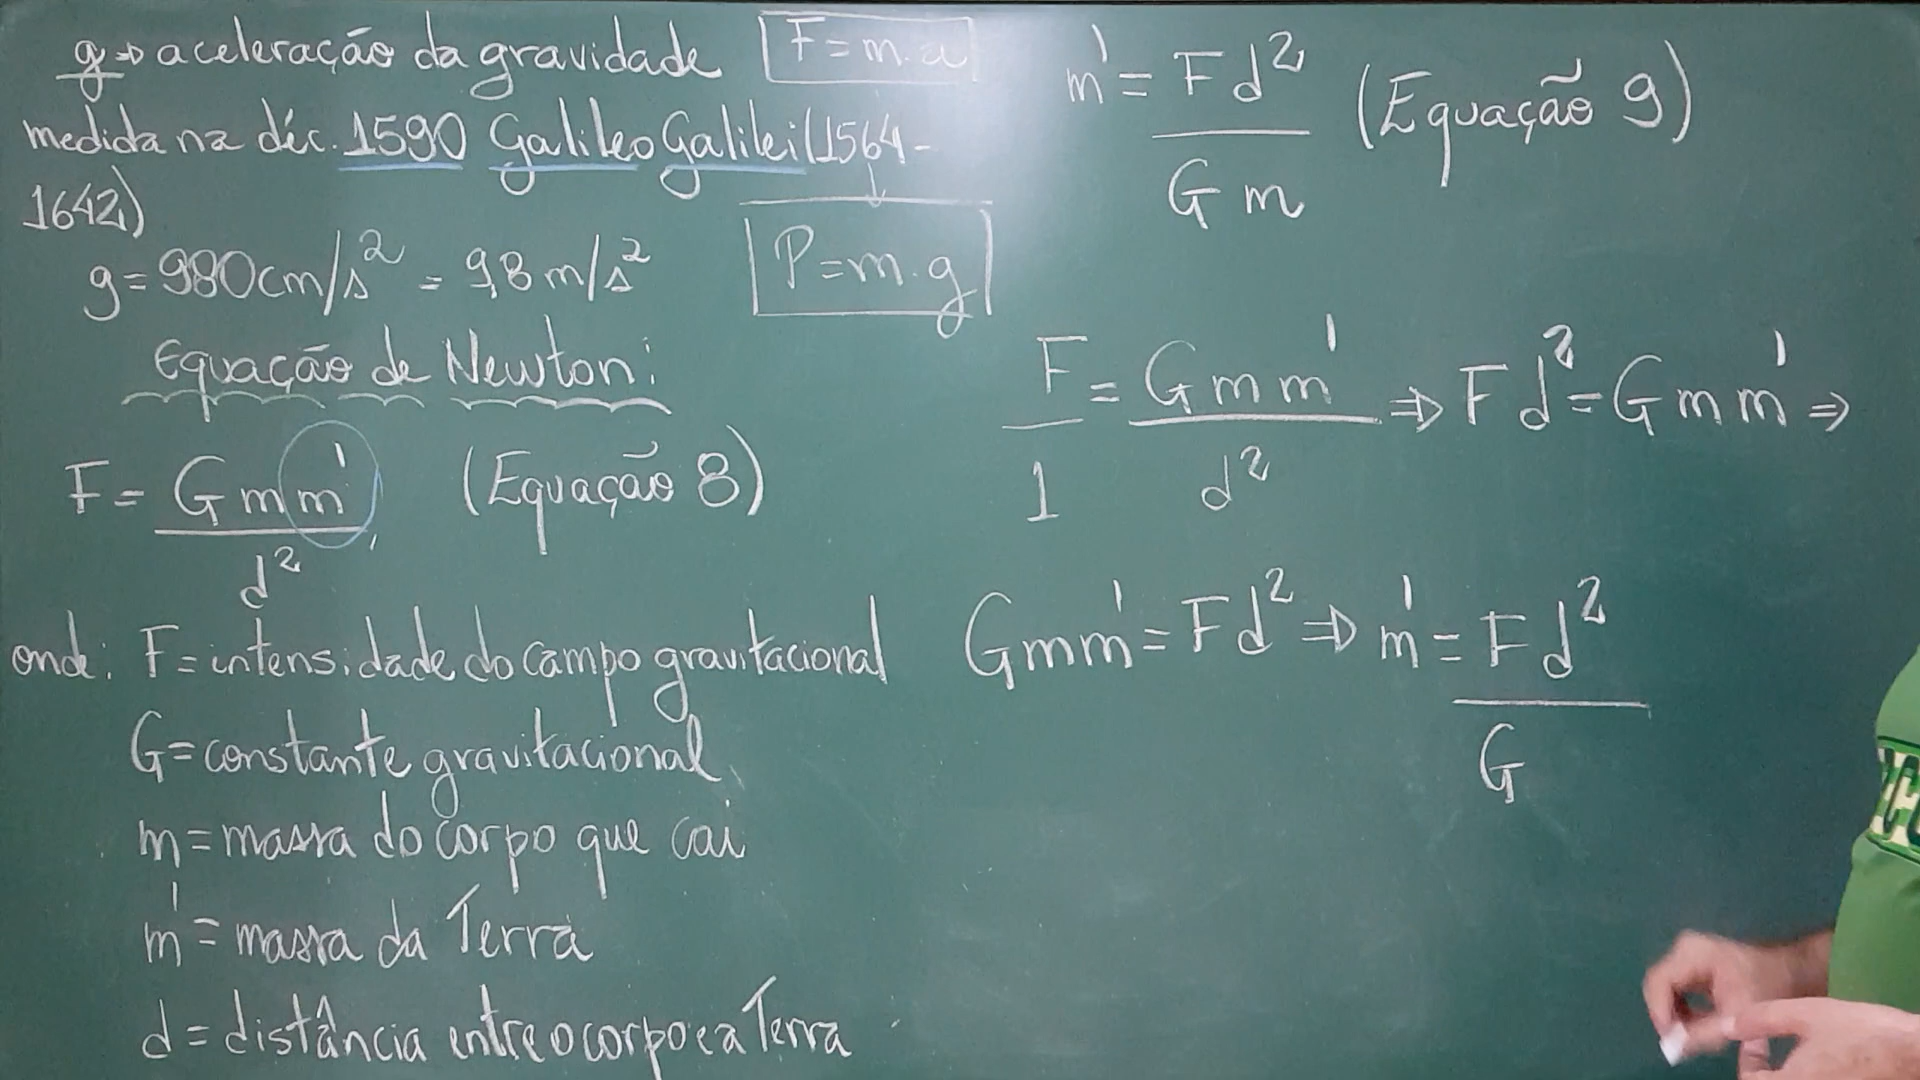 g⇒ aceleração da gravidade F = m.a
medida na déc. 1590 Galileo Galilei (1564-
1642)
g = 980cm/s² = 9,8 m/s² P = m.g
Equação de Newton:
F = Gmm' (Equação 8)
d²
onde: F = intensidade do campo gravitacional
G = constante gravitacional
m = massa do corpo que cai
m' = massa da Terra
d = distância entre o corpo e a Terra
m' = Fd² (Equação 9)
Gm
F = Gmm' ⇒ Fd² = Gmm' ⇒
1 d²
Gmm' = Fd² ⇒ m' = Fd²
G